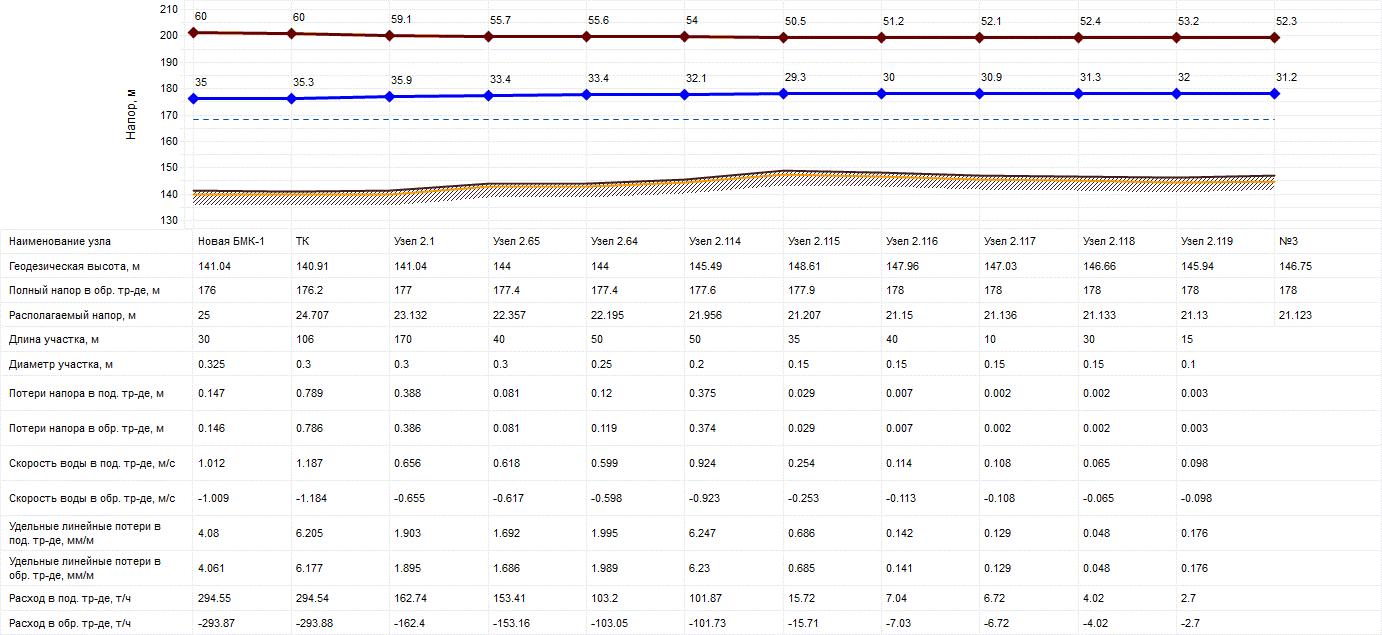 210
60 60 59.1 55.7 55.6 54 50.5 51.2 52.1 52.4 53.2 52.3
200
190
35 35.3 35.9 33.4 33.4 32.1 29.3 30 30.9 31.3 32 31.2
180
170
160
150
140
130
Напор, м
Наименование узла Новая БМК-1 ТК Узел 2.1 Узел 2.65 Узел 2.64 Узел 2.114 Узел 2.115 Узел 2.116 Узел 2.117 Узел 2.118 Узел 2.119 №3
Геодезическая высота, м 141.04 140.91 141.04 144 144 145.49 148.61 147.96 147.03 146.66 145.94 146.75
Полный напор в обр. тр-де, м 176 176.2 177 177.4 177.4 177.6 177.9 178 178 178 178 178
Располагаемый напор, м 25 24.707 23.132 22.357 22.195 21.956 21.207 21.15 21.136 21.133 21.13 21.123
Длина участка, м 30 106 170 40 50 50 35 40 10 30 15
Диаметр участка, м 0.325 0.3 0.3 0.3 0.25 0.2 0.15 0.15 0.15 0.15 0.1
Потери напора в под. тр-де, м 0.147 0.789 0.388 0.081 0.12 0.375 0.029 0.007 0.002 0.002 0.003
Потери напора в обр. тр-де, м 0.146 0.786 0.386 0.081 0.119 0.374 0.029 0.007 0.002 0.002 0.003
Скорость воды в под. тр-де, м/с 1.012 1.187 0.656 0.618 0.599 0.924 0.254 0.114 0.108 0.065 0.098
Скорость воды в обр. тр-де, м/с -1.009 -1.184 -0.655 -0.617 -0.598 -0.923 -0.253 -0.113 -0.108 -0.065 -0.098
Удельные линейные потери в
под. тр-де, мм/м 4.08 6.205 1.903 1.692 1.995 6.247 0.686 0.142 0.129 0.048 0.176
Удельные линейные потери в
обр. тр-де, мм/м 4.061 6.177 1.895 1.686 1.989 6.23 0.685 0.141 0.129 0.048 0.176
Расход в под. тр-де, т/ч 294.55 294.54 162.74 153.41 103.2 101.87 15.72 7.04 6.72 4.02 2.7
Расход в обр. тр-де, т/ч -293.87 -293.88 -162.4 -153.16 -103.05 -101.73 -15.71 -7.03 -6.72 -4.02 -2.7